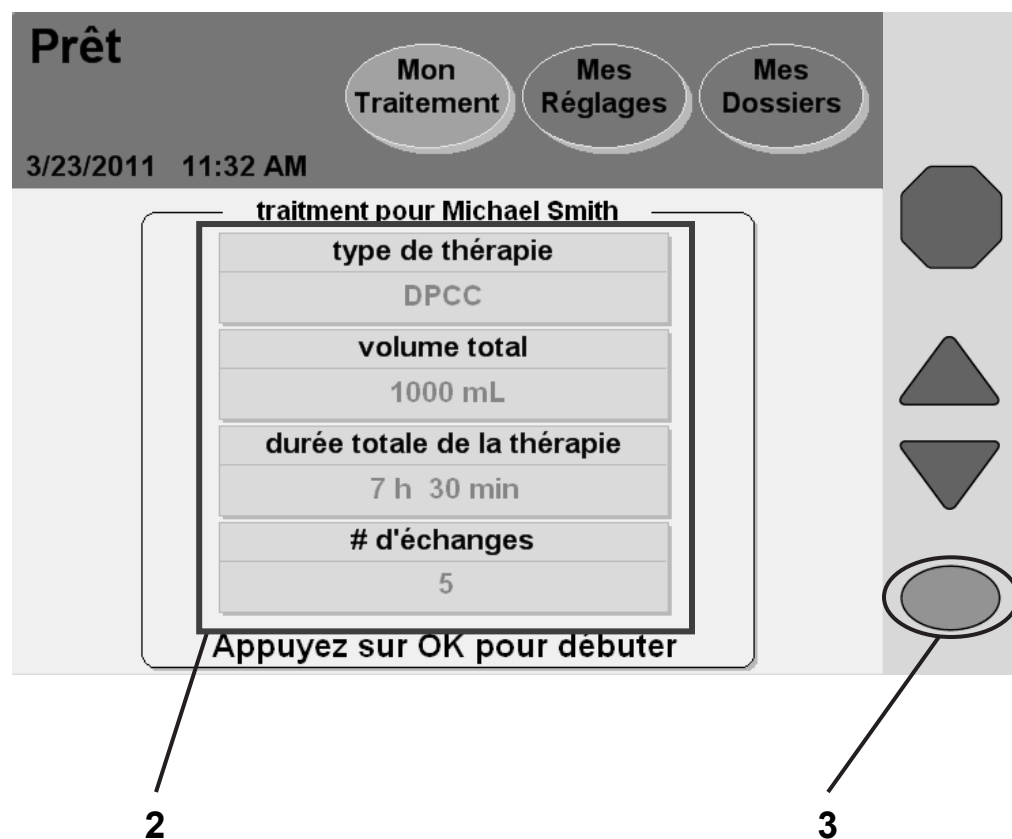 Prêt
Mon
Traitement
Mes
Réglages
Mes
Dossiers
3/23/2011 11:32 AM
traitment pour Michael Smith
type de thérapie
DPCC
volume total
1000 mL
durée totale de la thérapie
7 h 30 min
# d'échanges
5
Appuyez sur OK pour débuter
2
3